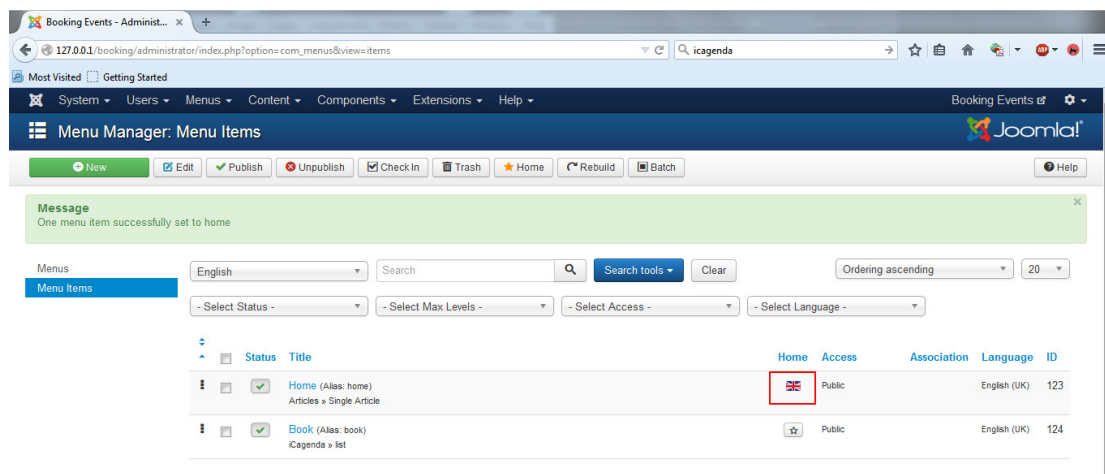 Booking Events - Administ... × +
127.0.0.1/booking/administrator/index.php?option=com_menus&view=items icagenda
Most Visited Getting Started
System Users Menus Content Components Extensions Help Booking Events
Menu Manager: Menu Items Joomla!
New Edit Publish Unpublish Check In Trash Home Rebuild Batch Help
Message ×
One menu item successfully set to home
Menus
Menu Items
English Search Search tools Clear Ordering ascending 20
- Select Status - - Select Max Levels - - Select Access - - Select Language -
Status Title Home Access Association Language ID
Home (Alias: home) Public English (UK) 123
Articles » Single Article
Book (Alias: book) Public English (UK) 124
iCagenda » list